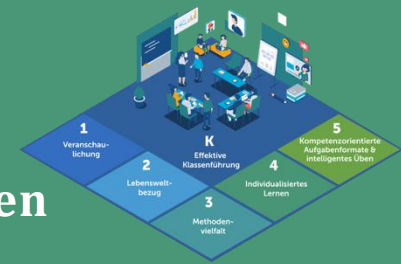 1
Veranschau-
lichung
2
Lebenswelt-
bezug
3
Methoden-
vielfalt
K
Effektive
Klassenführung
4
Individualisiertes
Lernen
5
Kompetenzorientierte
Aufgabenformate &
intelligentes Üben
en